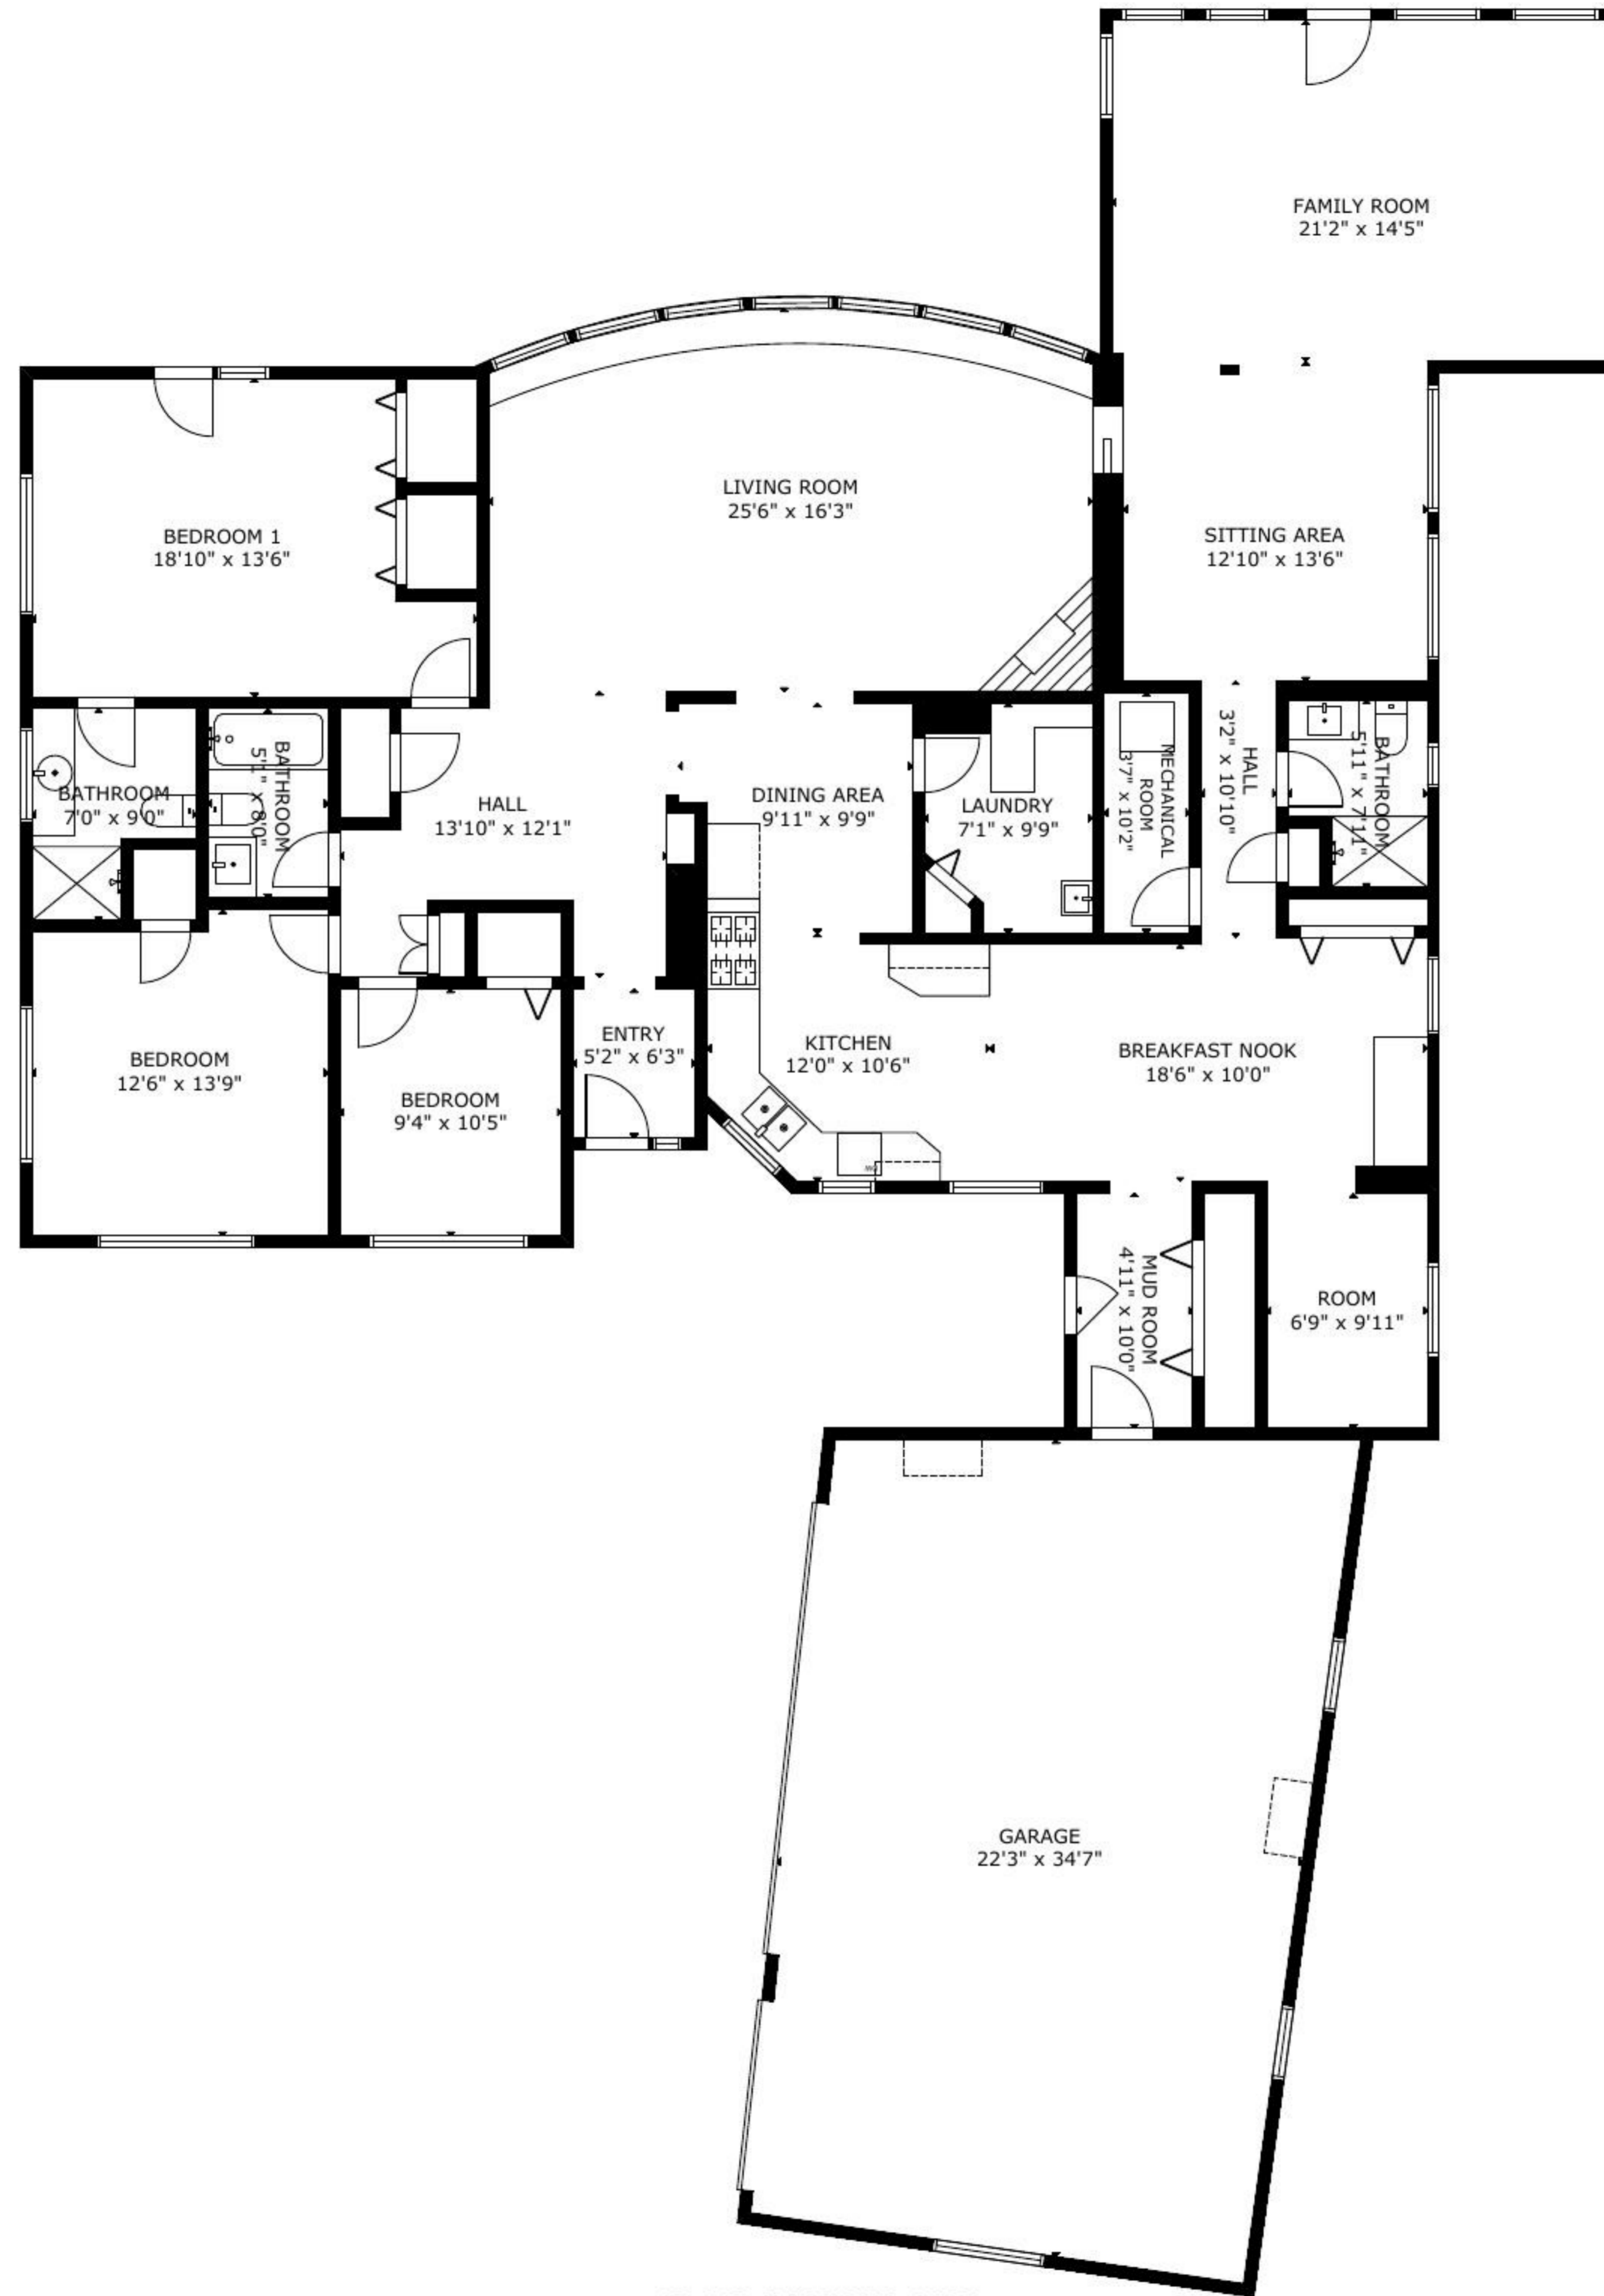 FAMILY ROOM
21'2" x 14'5"
LIVING ROOM
25'6" x 16'3"
BEDROOM 1
18'10" x 13'6"
SITTING AREA
12'10" x 13'6"
BATHROOM
7'0" x 9'0"
BATHROOM
x 8'0"
HALL
13'10" x 12'1"
DINING AREA
9'11" x 9'9"
LAUNDRY
7'1" x 9'9"
MECHANICAL
ROOM
3'7" x 10'2"
HALL
3'2" x 10'10"
BATHROOM
5'11" x 7'11"
BEDROOM
12'6" x 13'9"
BEDROOM
9'4" x 10'5"
ENTRY
5'2" x 6'3"
KITCHEN
12'0" x 10'6"
BREAKFAST NOOK
18'6" x 10'0"
MUD ROOM
4'11" x 10'0"
ROOM
6'9" x 9'11"
GARAGE
22'3" x 34'7"